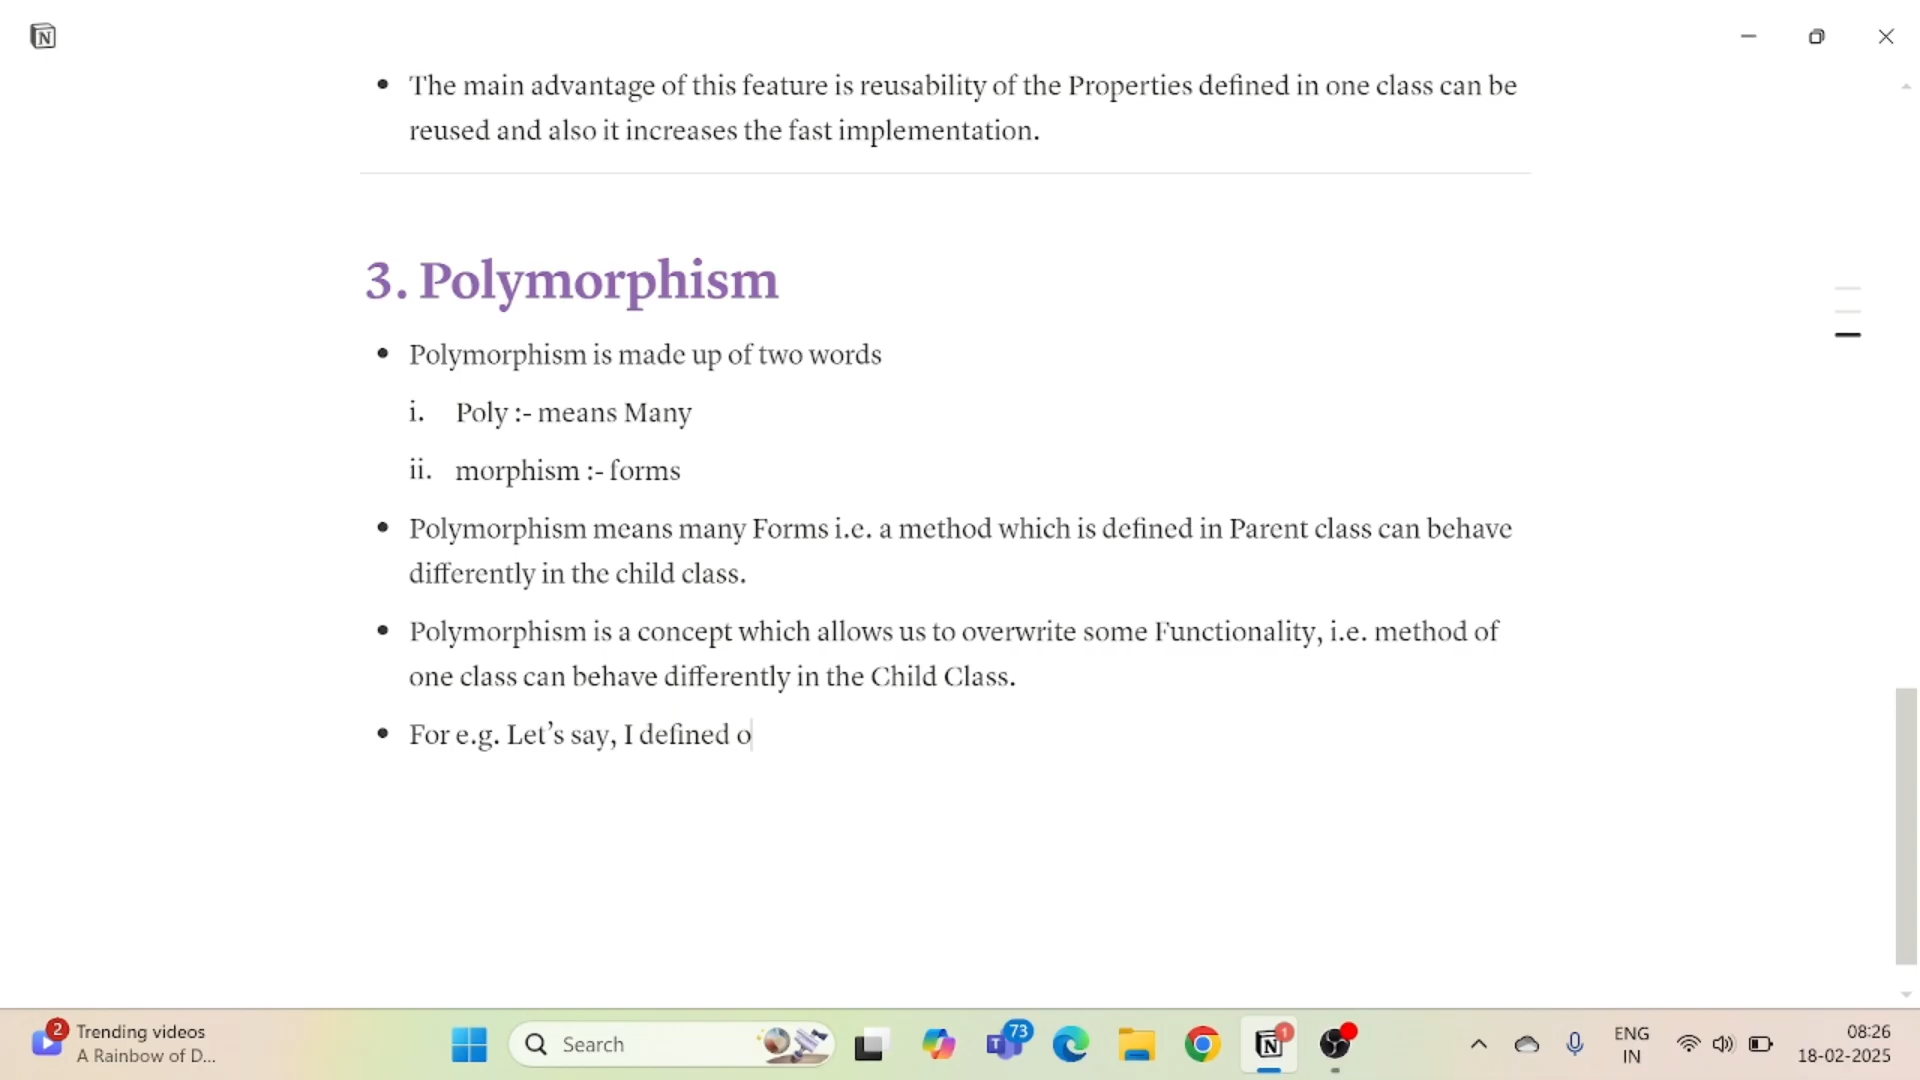 The main advantage of this feature is reusability of the Properties defined in one class can be
reused and also it increases the fast implementation.
3. Polymorphism
Polymorphism is made up of two words
i. Poly :- means Many
ii. morphism :- forms
Polymorphism means many Forms i.e. a method which is defined in Parent class can behave
differently in the child class.
Polymorphism is a concept which allows us to overwrite some Functionality, i.e. method of
one class can behave differently in the Child Class.
For e.g. Let’s say, I defined o
2
Trending videos
A Rainbow of D...
Search
73
1
ENG
IN
08:26
18-02-2025